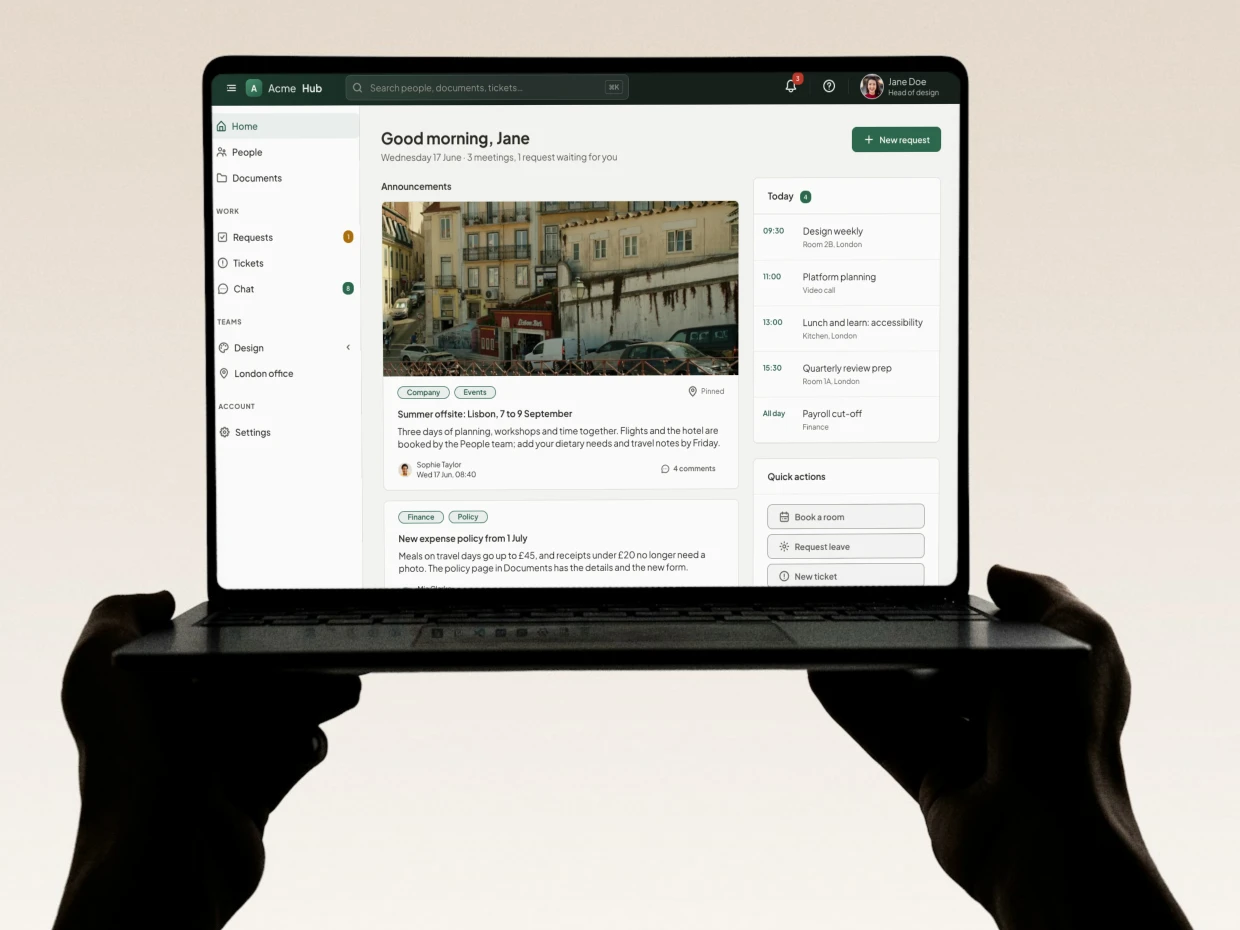 A Acme Hub
Search people, documents, tickets...
⌘K
3
Jane Doe
Head of design
Home
People
Documents
WORK
Requests 1
Tickets
Chat 8
TEAMS
Design
London office
ACCOUNT
Settings
Good morning, Jane
Wednesday 17 June · 3 meetings, 1 request waiting for you
New request
Announcements
Lisbon
Company Events
Pinned
Summer offsite: Lisbon, 7 to 9 September
Three days of planning, workshops and time together. Flights and the hotel are
booked by the People team; add your dietary needs and travel notes by Friday.
Sophie Taylor
Wed 17 Jun, 08:40
4 comments
Finance Policy
New expense policy from 1 July
Meals on travel days go up to £45, and receipts under £20 no longer need a
photo. The policy page in Documents has the details and the new form.
Today 4
09:30 Design weekly
Room 2B, London
11:00 Platform planning
Video call
13:00 Lunch and learn: accessibility
Kitchen, London
15:30 Quarterly review prep
Room 1A, London
All day Payroll cut-off
Finance
Quick actions
Book a room
Request leave
New ticket